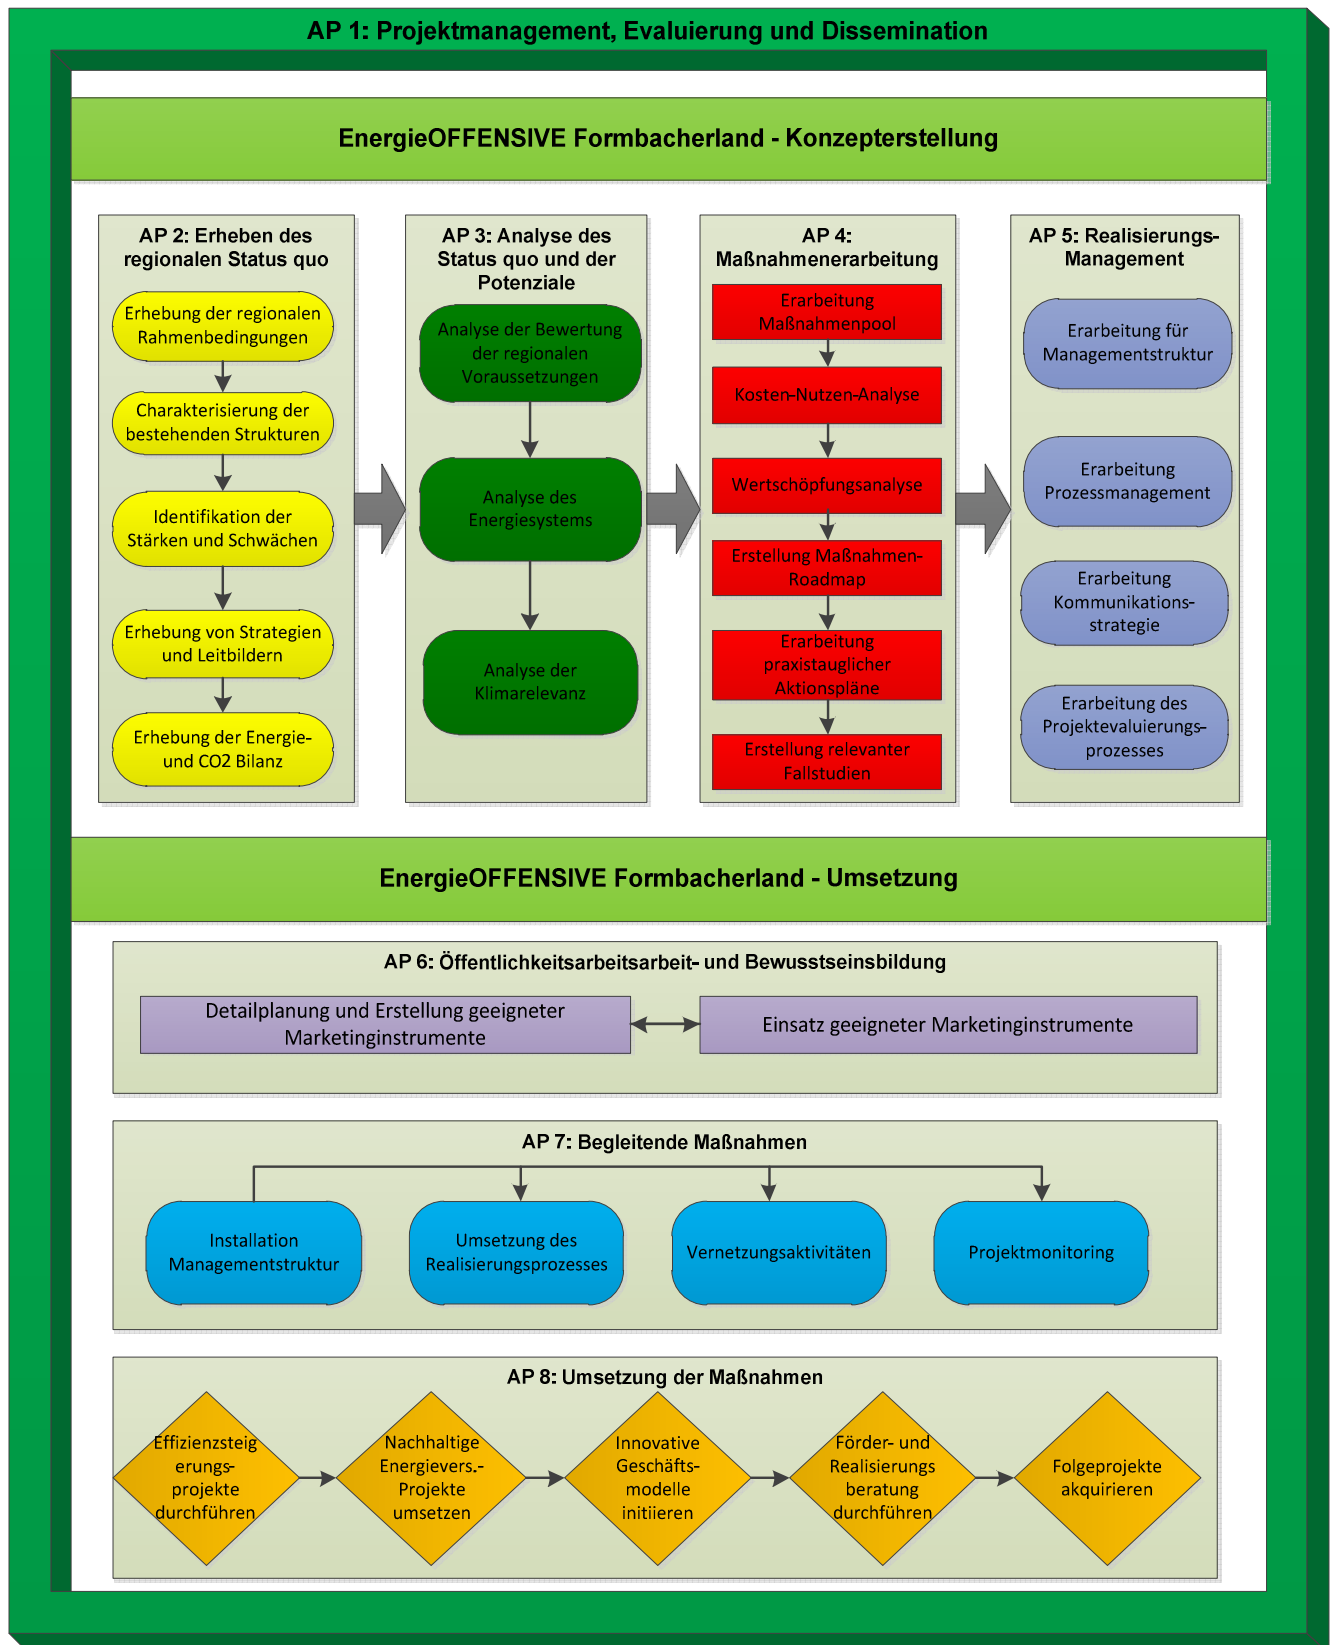 AP 1: Projektmanagement, Evaluierung und Dissemination
EnergieOFFENSIVE Formbacherland - Konzepterstellung
AP 2: Erheben des
regionalen Status quo
Erhebung der regionalen
Rahmenbedingungen
Charakterisierung der
bestehenden Strukturen
Identifikation der
Stärken und Schwächen
Erhebung von Strategien
und Leitbildern
Erhebung der Energie-
und CO2 Bilanz
AP 3: Analyse des
Status quo und der
Potenziale
Analyse der Bewertung
der regionalen
Voraussetzungen
Analyse des
Energiesystems
Analyse der
Klimarelevanz
AP 4:
Maßnahmenerarbeitung
Erarbeitung
Maßnahmenpool
Kosten-Nutzen-Analyse
Wertschöpfungsanalyse
Erstellung Maßnahmen-
Roadmap
Erarbeitung
praxistauglicher
Aktionspläne
Erstellung relevanter
Fallstudien
AP 5: Realisierungs-
Management
Erarbeitung für
Managementstruktur
Erarbeitung
Prozessmanagement
Erarbeitung
Kommunikations-
strategie
Erarbeitung des
Projektevaluierungs-
prozesses
EnergieOFFENSIVE Formbacherland - Umsetzung
AP 6: Öffentlichkeitsarbeitsarbeit- und Bewusstseinsbildung
Detailplanung und Erstellung geeigneter
Marketinginstrumente
Einsatz geeigneter Marketinginstrumente
AP 7: Begleitende Maßnahmen
Installation
Managementstruktur
Umsetzung des
Realisierungsprozesses
Vernetzungsaktivitäten
Projektmonitoring
AP 8: Umsetzung der Maßnahmen
Effizienzsteig
erungs-
projekte
durchführen
Nachhaltige
Energievers.-
Projekte
umsetzen
Innovative
Geschäfts-
modelle
initiieren
Förder- und
Realisierungs
beratung
durchführen
Folgeprojekte
akquirieren